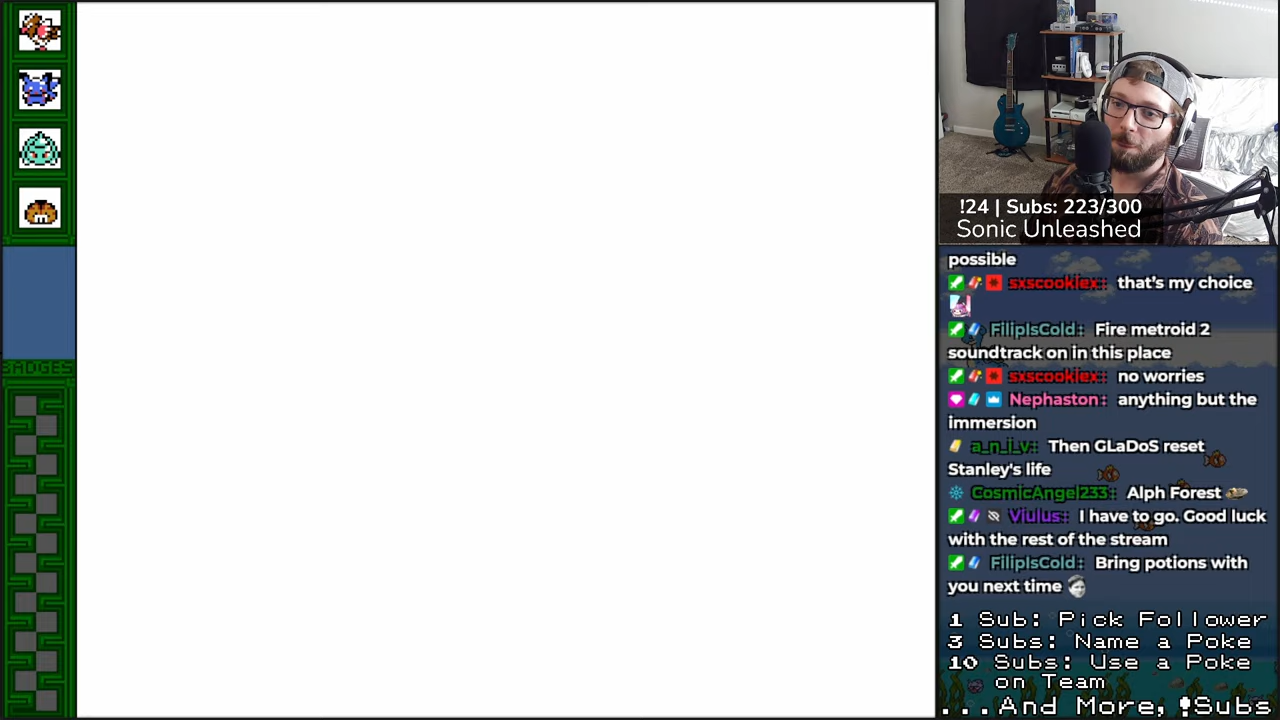 !24 | Subs: 223/300
Sonic Unleashed
possible
sxscookiex: that's my choice
FilipIsCold: Fire metroid 2
soundtrack on in this place
sxscookiex: no worries
Nephaston: anything but the
immersion
a_n_i_v: Then GLaDoS reset
Stanley's life
CosmicAngel233: Alph Forest
Viulus: I have to go. Good luck
with the rest of the stream
FilipIsCold: Bring potions with
you next time
BADGES
1 Sub: Pick Follower
3 Subs: Name a Poke
10 Subs: Use a Poke
on Team
...And More, !Subs